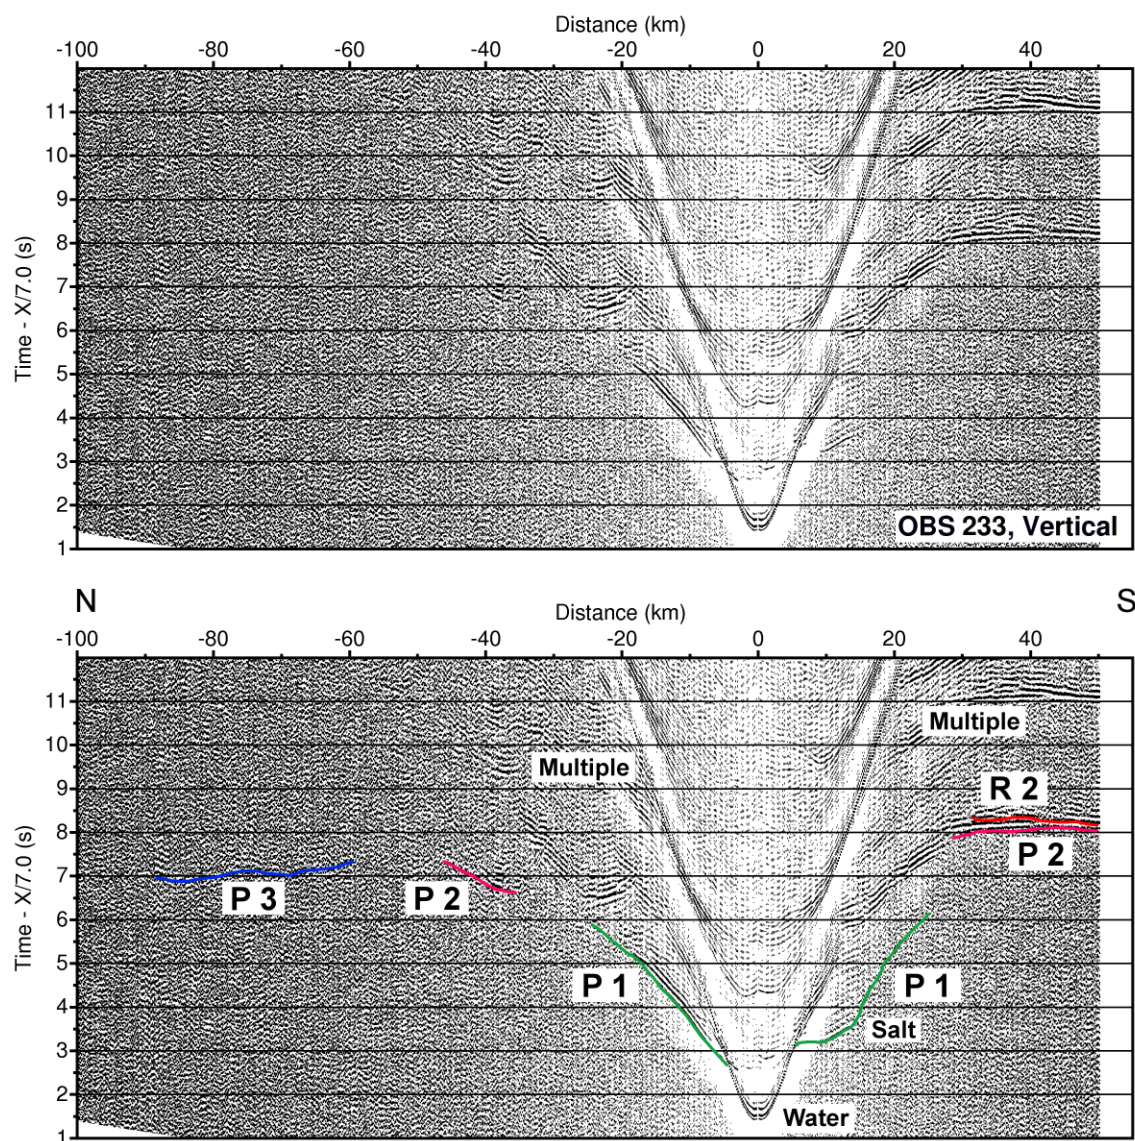 Distance (km)
-100 -80 -60 -40 -20 0 20 40
Time - X/7.0 (s)
11
10
9
8
7
6
5
4
3
2
1
OBS 233, Vertical
N S
Distance (km)
-100 -80 -60 -40 -20 0 20 40
Time - X/7.0 (s)
11
10
9
8
7
6
5
4
3
2
1
Multiple
Multiple
R 2
P 2
P 3
P 2
P 1
P 1
Salt
Water